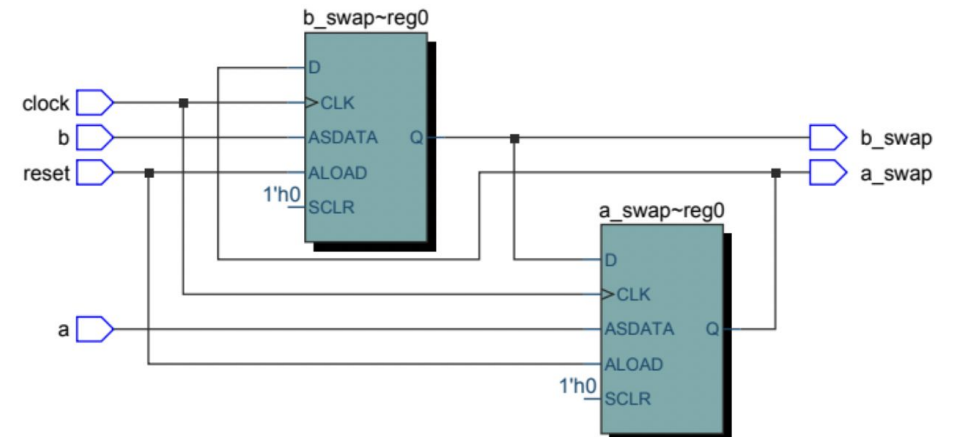 b_swap~reg0
D
clock
CLK
b
ASDATA
Q
b_swap
reset
ALOAD
a_swap
1'h0
SCLR
a_swap~reg0
D
CLK
a
ASDATA
Q
ALOAD
1'h0
SCLR